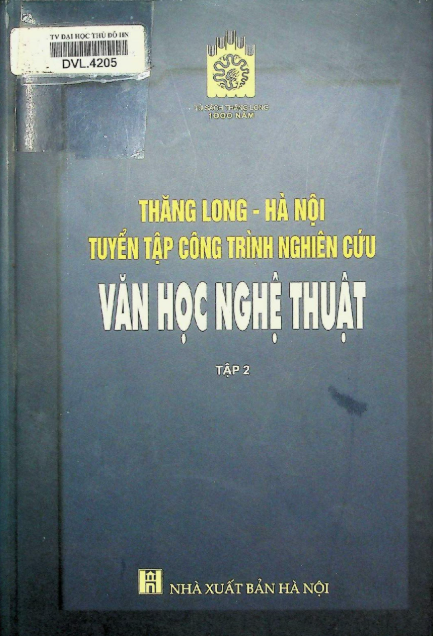 TV ĐẠI HỌC THỦ ĐÔ HN
DVL.4205
TỦ SÁCH THĂNG LONG
1000 NĂM
THĂNG LONG - HÀ NỘI
TUYỂN TẬP CÔNG TRÌNH NGHIÊN CỨU
VĂN HỌC NGHỆ THUẬT
TẬP 2
NHÀ XUẤT BẢN HÀ NỘI